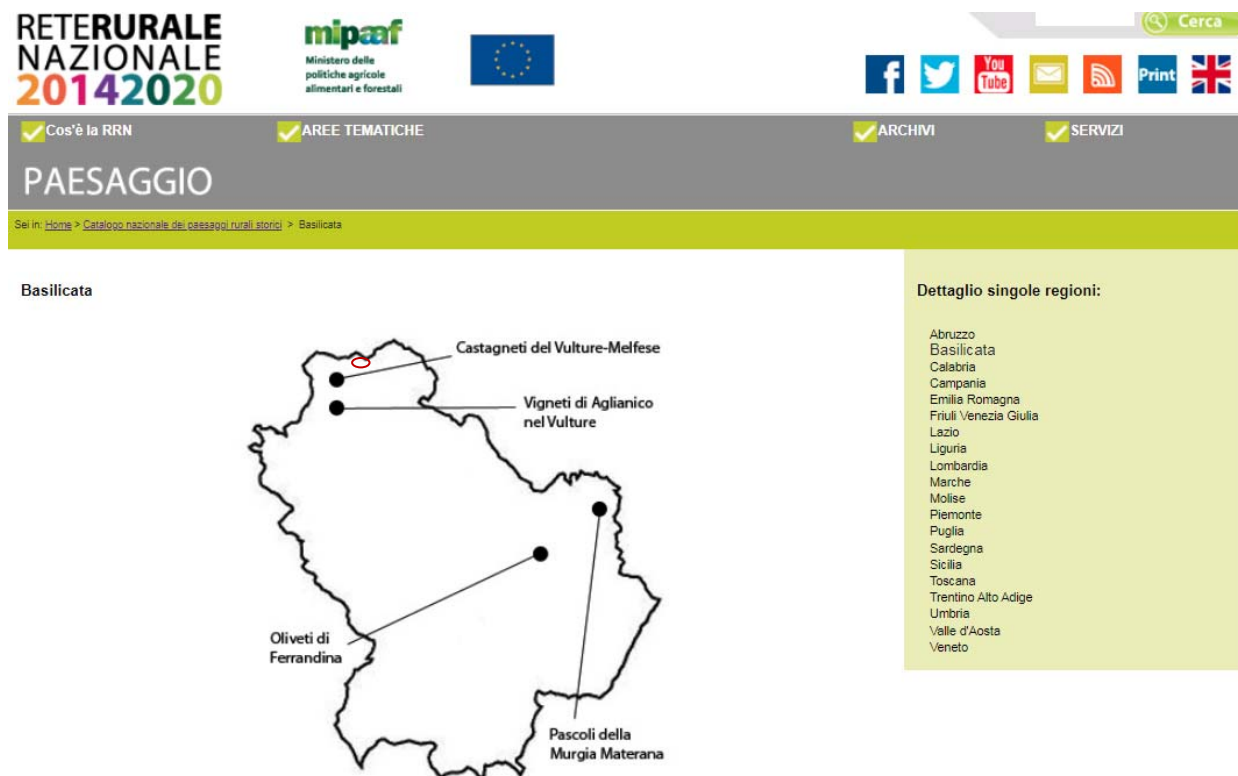 RETERURALE
NAZIONALE
20142020
mipaaf
Ministero delle
politiche agricole
alimentari e forestali
Cerca
You
Tube
Print
Cos'è la RRN
AREE TEMATICHE
ARCHIVI
SERVIZI
PAESAGGIO
Sei in: Home > Catalogo nazionale dei paesaggi rurali storici > Basilicata
Basilicata
Castagneti del Vulture-Melfese
Vigneti di Aglianico
nel Vulture
Oliveti di
Ferrandina
Pascoli della
Murgia Materana
Dettaglio singole regioni:
Abruzzo
Basilicata
Calabria
Campania
Emilia Romagna
Friuli Venezia Giulia
Lazio
Liguria
Lombardia
Marche
Molise
Piemonte
Puglia
Sardegna
Sicilia
Toscana
Trentino Alto Adige
Umbria
Valle d'Aosta
Veneto